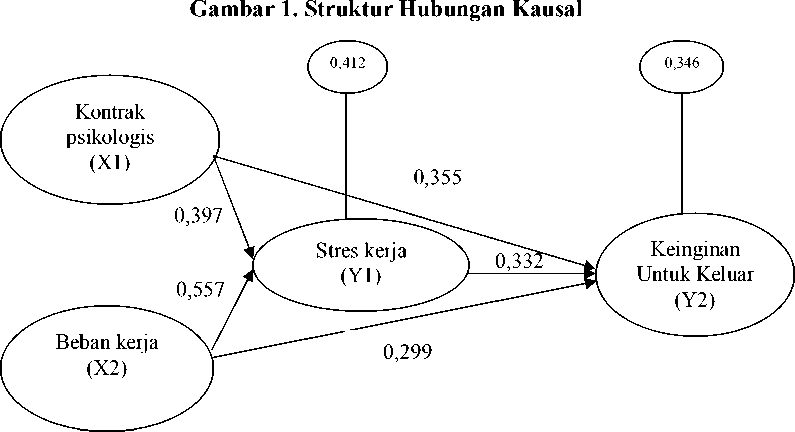 Gambar 1. Struktur Hubungan Kausal
0,412
0,346
Kontrak
psikologis
(X1)
0,355
0,397
Stres kerja
(Y1)
0,332
Keinginan
Untuk Keluar
(Y2)
0,557
Beban kerja
(X2)
0,299